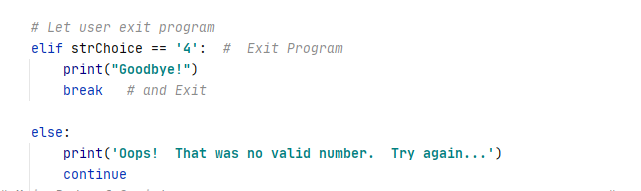 # Let user exit program
elif strChoice == '4':  #  Exit Program
    print("Goodbye!")
    break   # and Exit

else:
    print('Oops!  That was no valid number.  Try again...')
    continue